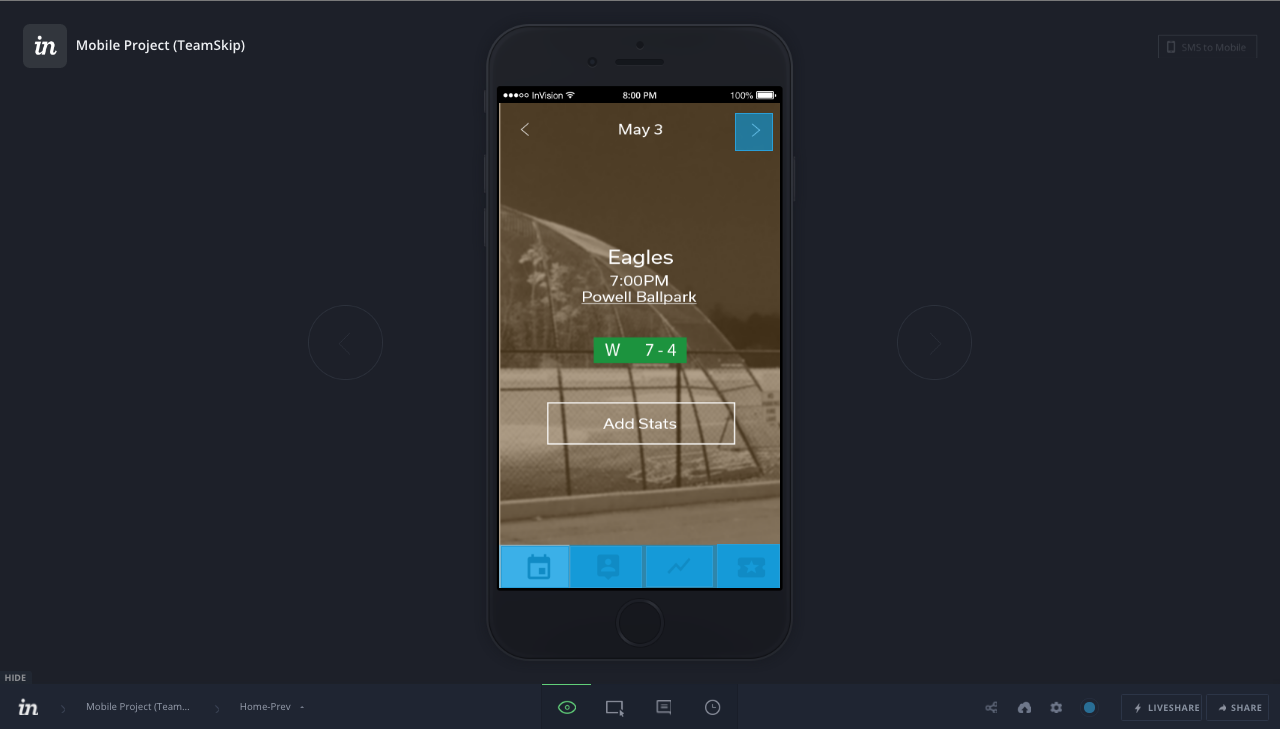 in Mobile Project (TeamSkip)
SMS to Mobile
InVision 8:00 PM 100%
May 3
Eagles
7:00PM
Powell Ballpark
W 7 - 4
Add Stats
HIDE
in Mobile Project (Team... Home-Prev LIVESHARE SHARE